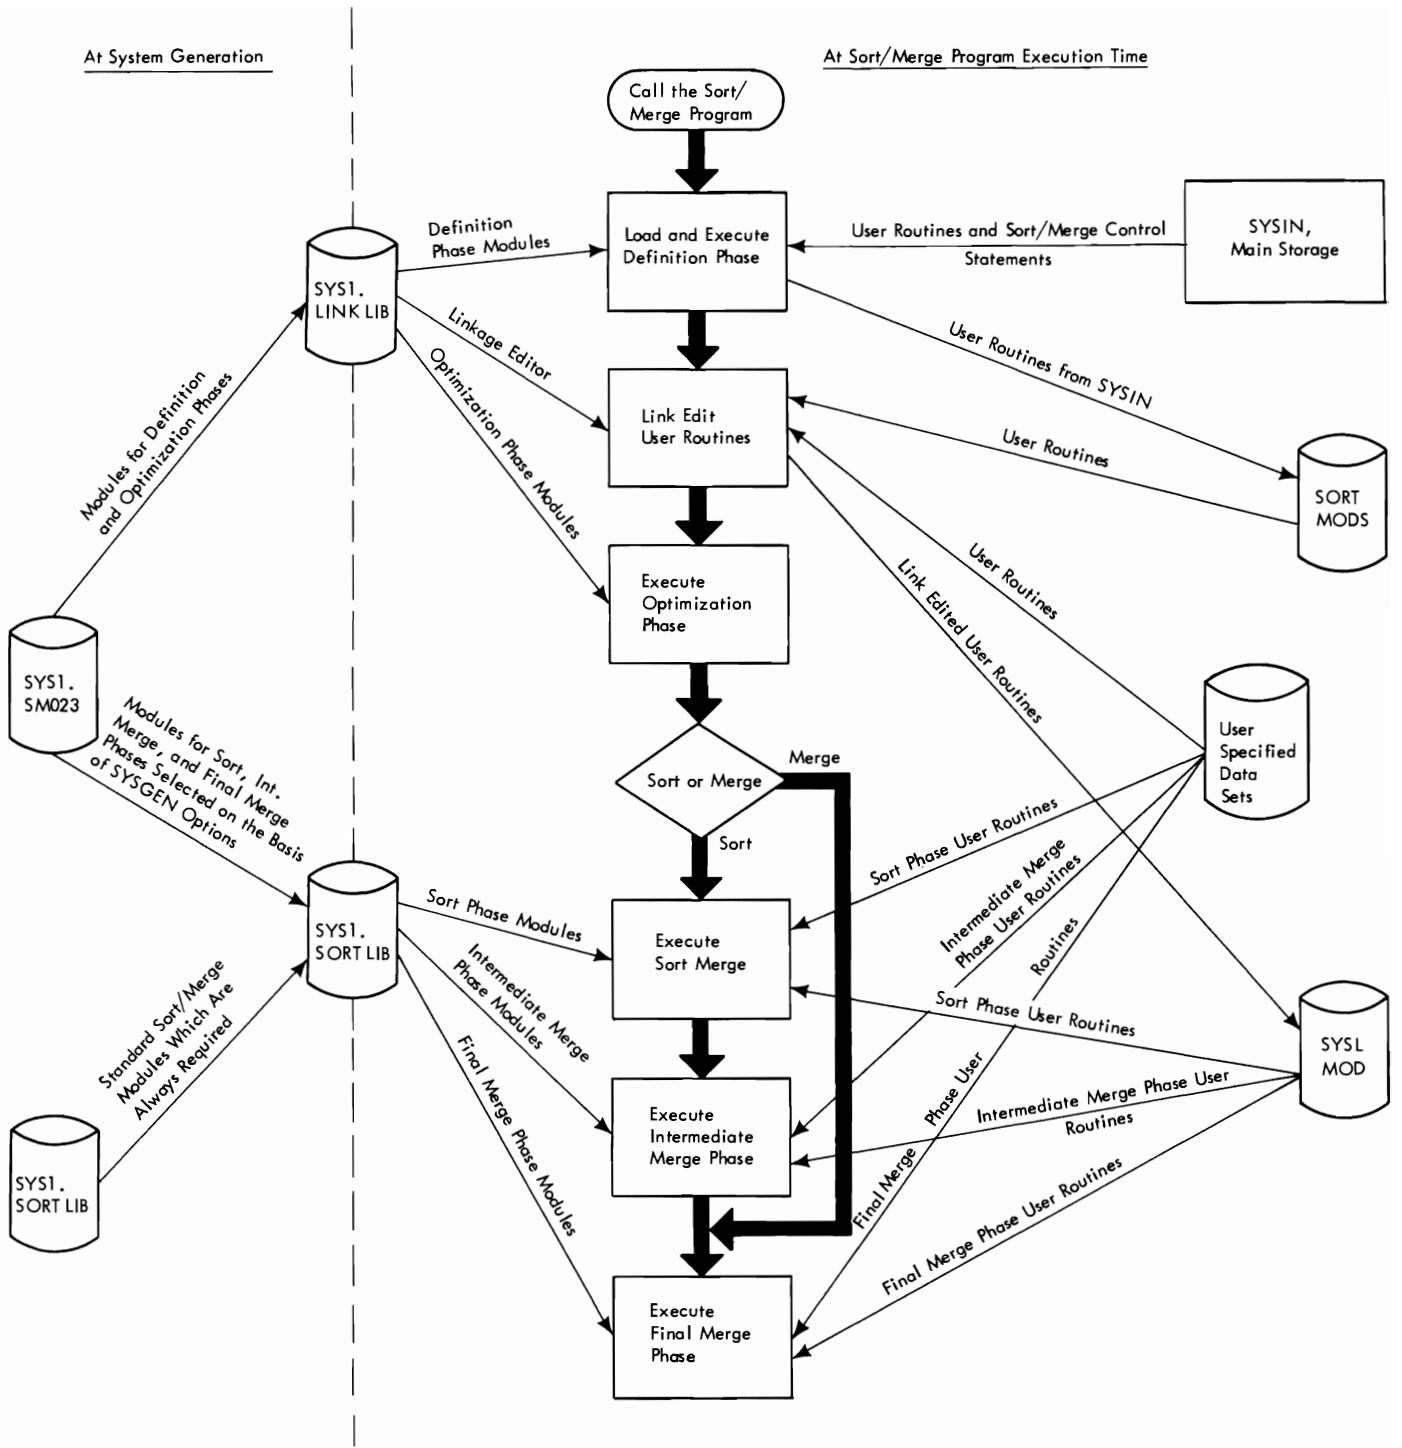 At System Generation
At Sort/Merge Program Execution Time
Call the Sort/
Merge Program
Definition
Phase Modules
Load and Execute
Definition Phase
User Routines and Sort/Merge Control
Statements
SYSIN,
Main Storage
SYS1.
LINK LIB
Linkage Editor
Optimization Phase Modules
User Routines from SYSIN
Modules for Definition
and Optimization Phases
Link Edit
User Routines
User Routines
SORT
MODS
User Routines
Link Edited User Routines
Execute
Optimization
Phase
SYS1.
SM023
Modules for Sort, Int.
Merge, and Final Merge
Phases Selected on the Basis
of SYSGEN Options
User
Specified
Data
Sets
Sort or Merge
Merge
Sort
Sort Phase User Routines
Intermediate Merge
Phase User Routines
Final Merge Phase User Routines
SYS1.
SORT LIB
Sort Phase Modules
Intermediate Merge
Phase Modules
Final Merge Phase Modules
Execute
Sort Merge
Sort Phase User Routines
Standard Sort/Merge
Modules Which Are
Always Required
SYSL
MOD
Execute
Intermediate
Merge Phase
Intermediate Merge Phase User
Routines
Final Merge Phase User Routines
SYS1.
SORT LIB
Execute
Final Merge
Phase